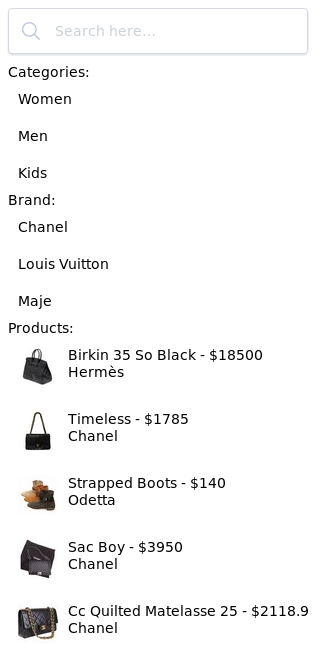 Search here...
Categories:
Women
Men
Kids
Brand:
Chanel
Louis Vuitton
Maje
Products:
Birkin 35 So Black - $18500
Hermès
Timeless - $1785
Chanel
Strapped Boots - $140
Odetta
Sac Boy - $3950
Chanel
Cc Quilted Matelasse 25 - $2118.9
Chanel